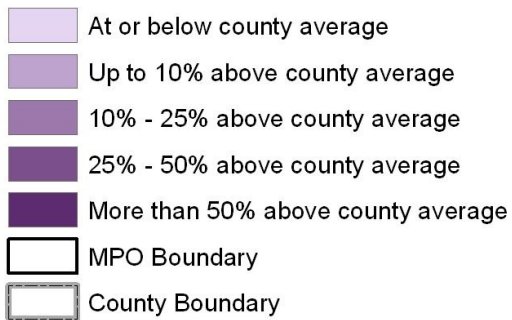 At or below county average
Up to 10% above county average
10% - 25% above county average
25% - 50% above county average
More than 50% above county average
MPO Boundary
County Boundary